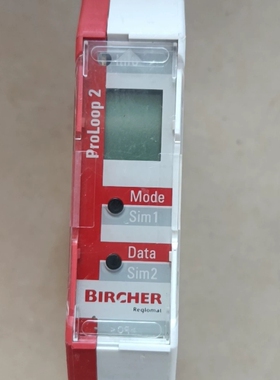 ProLoop 2
Mode
Sim1
Data
Sim2
BIRCHER
Reglomat